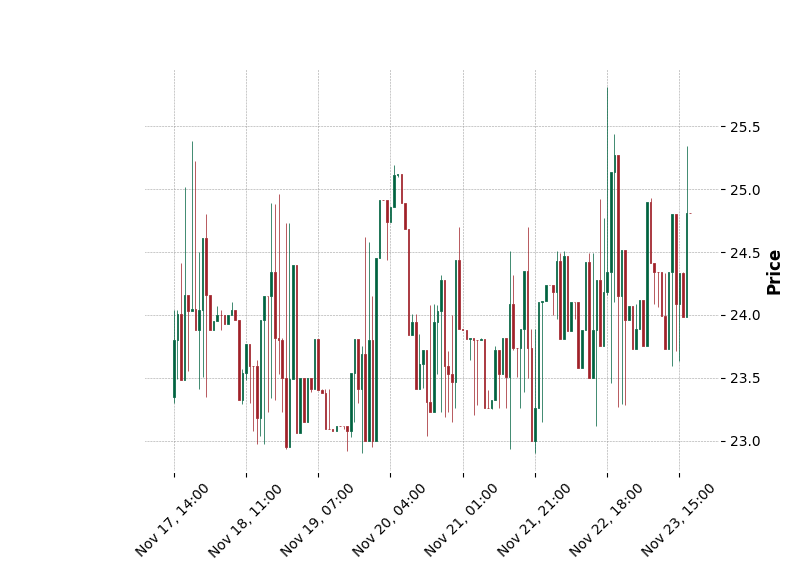 25.5
25.0
24.5
24.0
23.5
23.0
Price
Nov 17, 14:00
Nov 18, 11:00
Nov 19, 07:00
Nov 20, 04:00
Nov 21, 01:00
Nov 21, 21:00
Nov 22, 18:00
Nov 23, 15:00